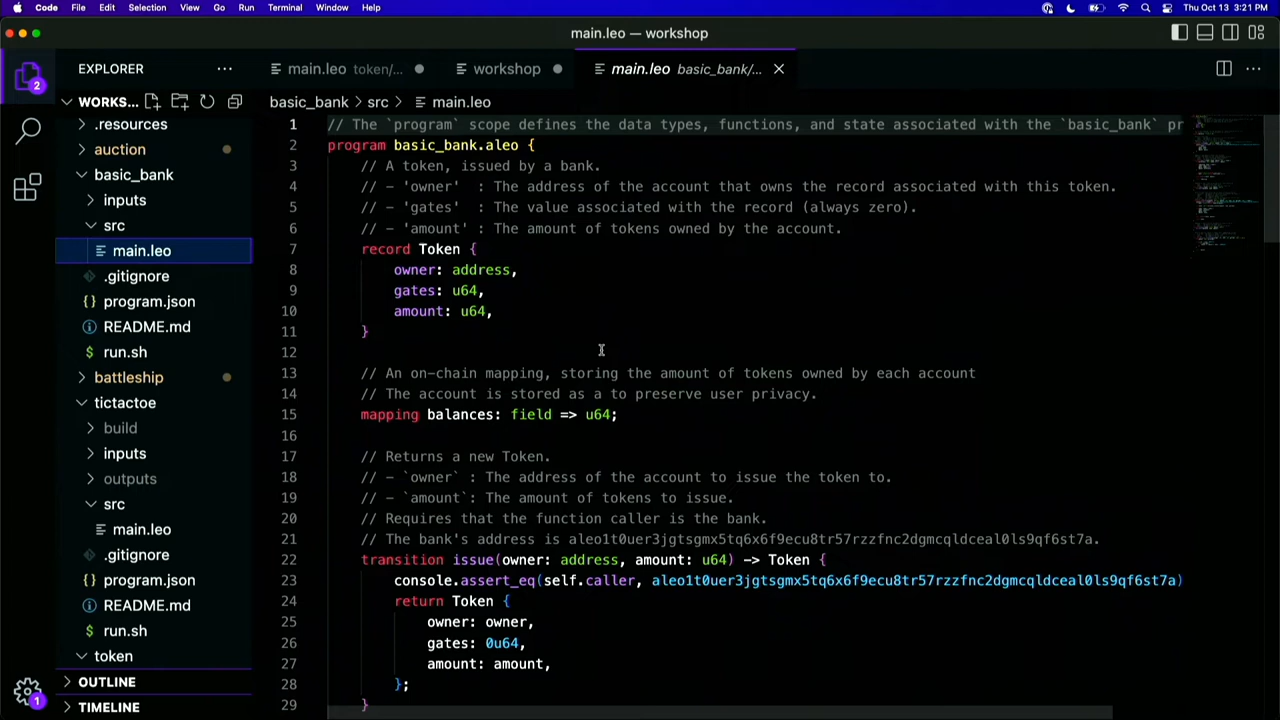 Code File Edit Selection View Go Run Terminal Window Help Thu Oct 13 3:21 PM
main.leo — workshop
EXPLORER
main.leo token/...
workshop
main.leo basic_bank/...
WORKS...
basic_bank > src > main.leo
.resources
auction
basic_bank
inputs
src
main.leo
.gitignore
program.json
README.md
run.sh
battleship
tictactoe
build
inputs
outputs
src
main.leo
.gitignore
program.json
README.md
run.sh
token
OUTLINE
TIMELINE
2
1
1 // The `program` scope defines the data types, functions, and state associated with the `basic_bank` pr
2 program basic_bank.aleo {
3 // A token, issued by a bank.
4 // - 'owner' : The address of the account that owns the record associated with this token.
5 // - 'gates' : The value associated with the record (always zero).
6 // - 'amount' : The amount of tokens owned by the account.
7 record Token {
8 owner: address,
9 gates: u64,
10 amount: u64,
11 }
12
13 // An on-chain mapping, storing the amount of tokens owned by each account
14 // The account is stored as a to preserve user privacy.
15 mapping balances: field => u64;
16
17 // Returns a new Token.
18 // - `owner` : The address of the account to issue the token to.
19 // - `amount`: The amount of tokens to issue.
20 // Requires that the function caller is the bank.
21 // The bank's address is aleo1t0uer3jgtsgmx5tq6x6f9ecu8tr57rzzfnc2dgmcqldceal0ls9qf6st7a.
22 transition issue(owner: address, amount: u64) -> Token {
23 console.assert_eq(self.caller, aleo1t0uer3jgtsgmx5tq6x6f9ecu8tr57rzzfnc2dgmcqldceal0ls9qf6st7a)
24 return Token {
25 owner: owner,
26 gates: 0u64,
27 amount: amount,
28 };
29 }